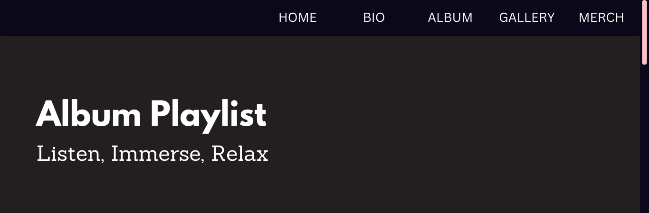 HOME BIO ALBUM GALLERY MERCH
Album Playlist
Listen, Immerse, Relax